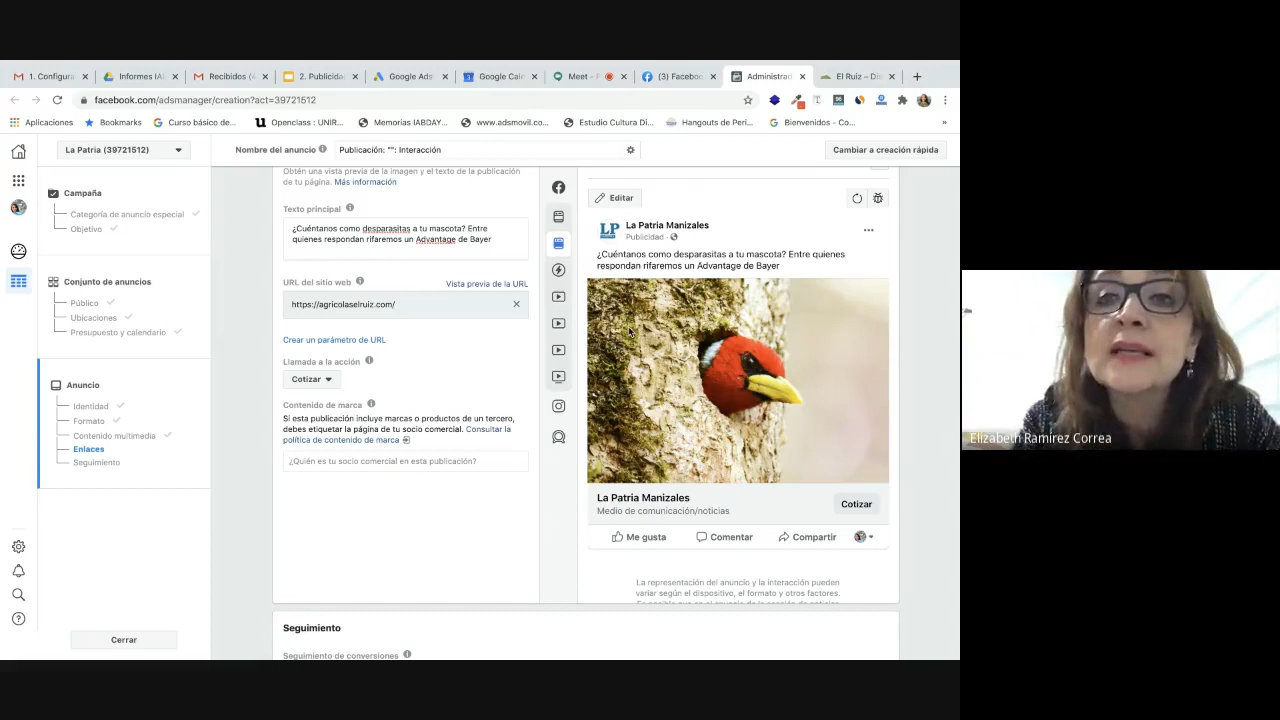 1. Configura
Informes IAI
Recibidos (4
2. Publicida
Google Ads
Google Cale
Meet - F
(3) Faceboo
Administrad
El Ruiz – Dis
facebook.com/adsmanager/creation?act=39721512
Aplicaciones
Bookmarks
Curso básico de...
Openclass : UNIR...
Memorias IABDAY...
www.adsmovil.co...
Estudio Cultura Di...
Hangouts de Peri...
Bienvenidos - Co...
»
La Patria (39721512)
Nombre del anuncio
Publicación: "": Interacción
Cambiar a creación rápida
Campaña
Categoría de anuncio especial
Objetivo
Conjunto de anuncios
Público
Ubicaciones
Presupuesto y calendario
Anuncio
Identidad
Formato
Contenido multimedia
Enlaces
Seguimiento
Cerrar
Obtén una vista previa de la imagen y el texto de la publicación
de tu página. Más información
Texto principal
¿Cuéntanos como desparasitas a tu mascota? Entre
quienes respondan rifaremos un Advantage de Bayer
URL del sitio web
Vista previa de la URL
https://agricolaselruiz.com/
Crear un parámetro de URL
Llamada a la acción
Cotizar
Contenido de marca
Si esta publicación incluye marcas o productos de un tercero,
debes etiquetar la página de tu socio comercial. Consultar la
política de contenido de marca
¿Quién es tu socio comercial en esta publicación?
Editar
LP
La Patria Manizales
Publicidad ·
¿Cuéntanos como desparasitas a tu mascota? Entre quienes
respondan rifaremos un Advantage de Bayer
La Patria Manizales
Medio de comunicación/noticias
Cotizar
Me gusta
Comentar
Compartir
La representación del anuncio y la interacción pueden
variar según el dispositivo, el formato y otros factores.
Seguimiento
Seguimiento de conversiones
Elizabeth Ramirez Correa